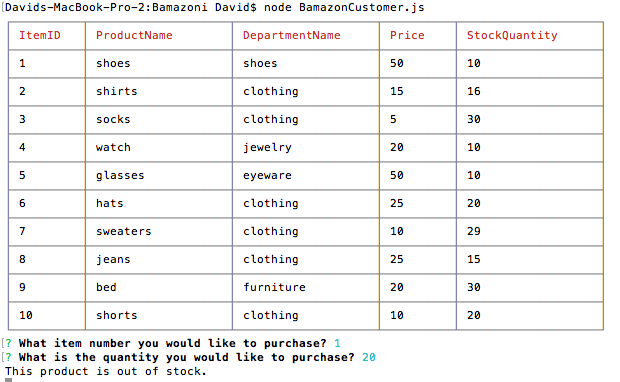 [Davids-MacBook-Pro-2:Bamazoni David$ node BamazonCustomer.js
ItemID ProductName DepartmentName Price StockQuantity
1 shoes shoes 50 10
2 shirts clothing 15 16
3 socks clothing 5 30
4 watch jewelry 20 10
5 glasses eyeware 50 10
6 hats clothing 25 20
7 sweaters clothing 10 29
8 jeans clothing 25 15
9 bed furniture 20 30
10 shorts clothing 10 20
[? What item number you would like to purchase? 1
[? What is the quantity you would like to purchase? 20
This product is out of stock.